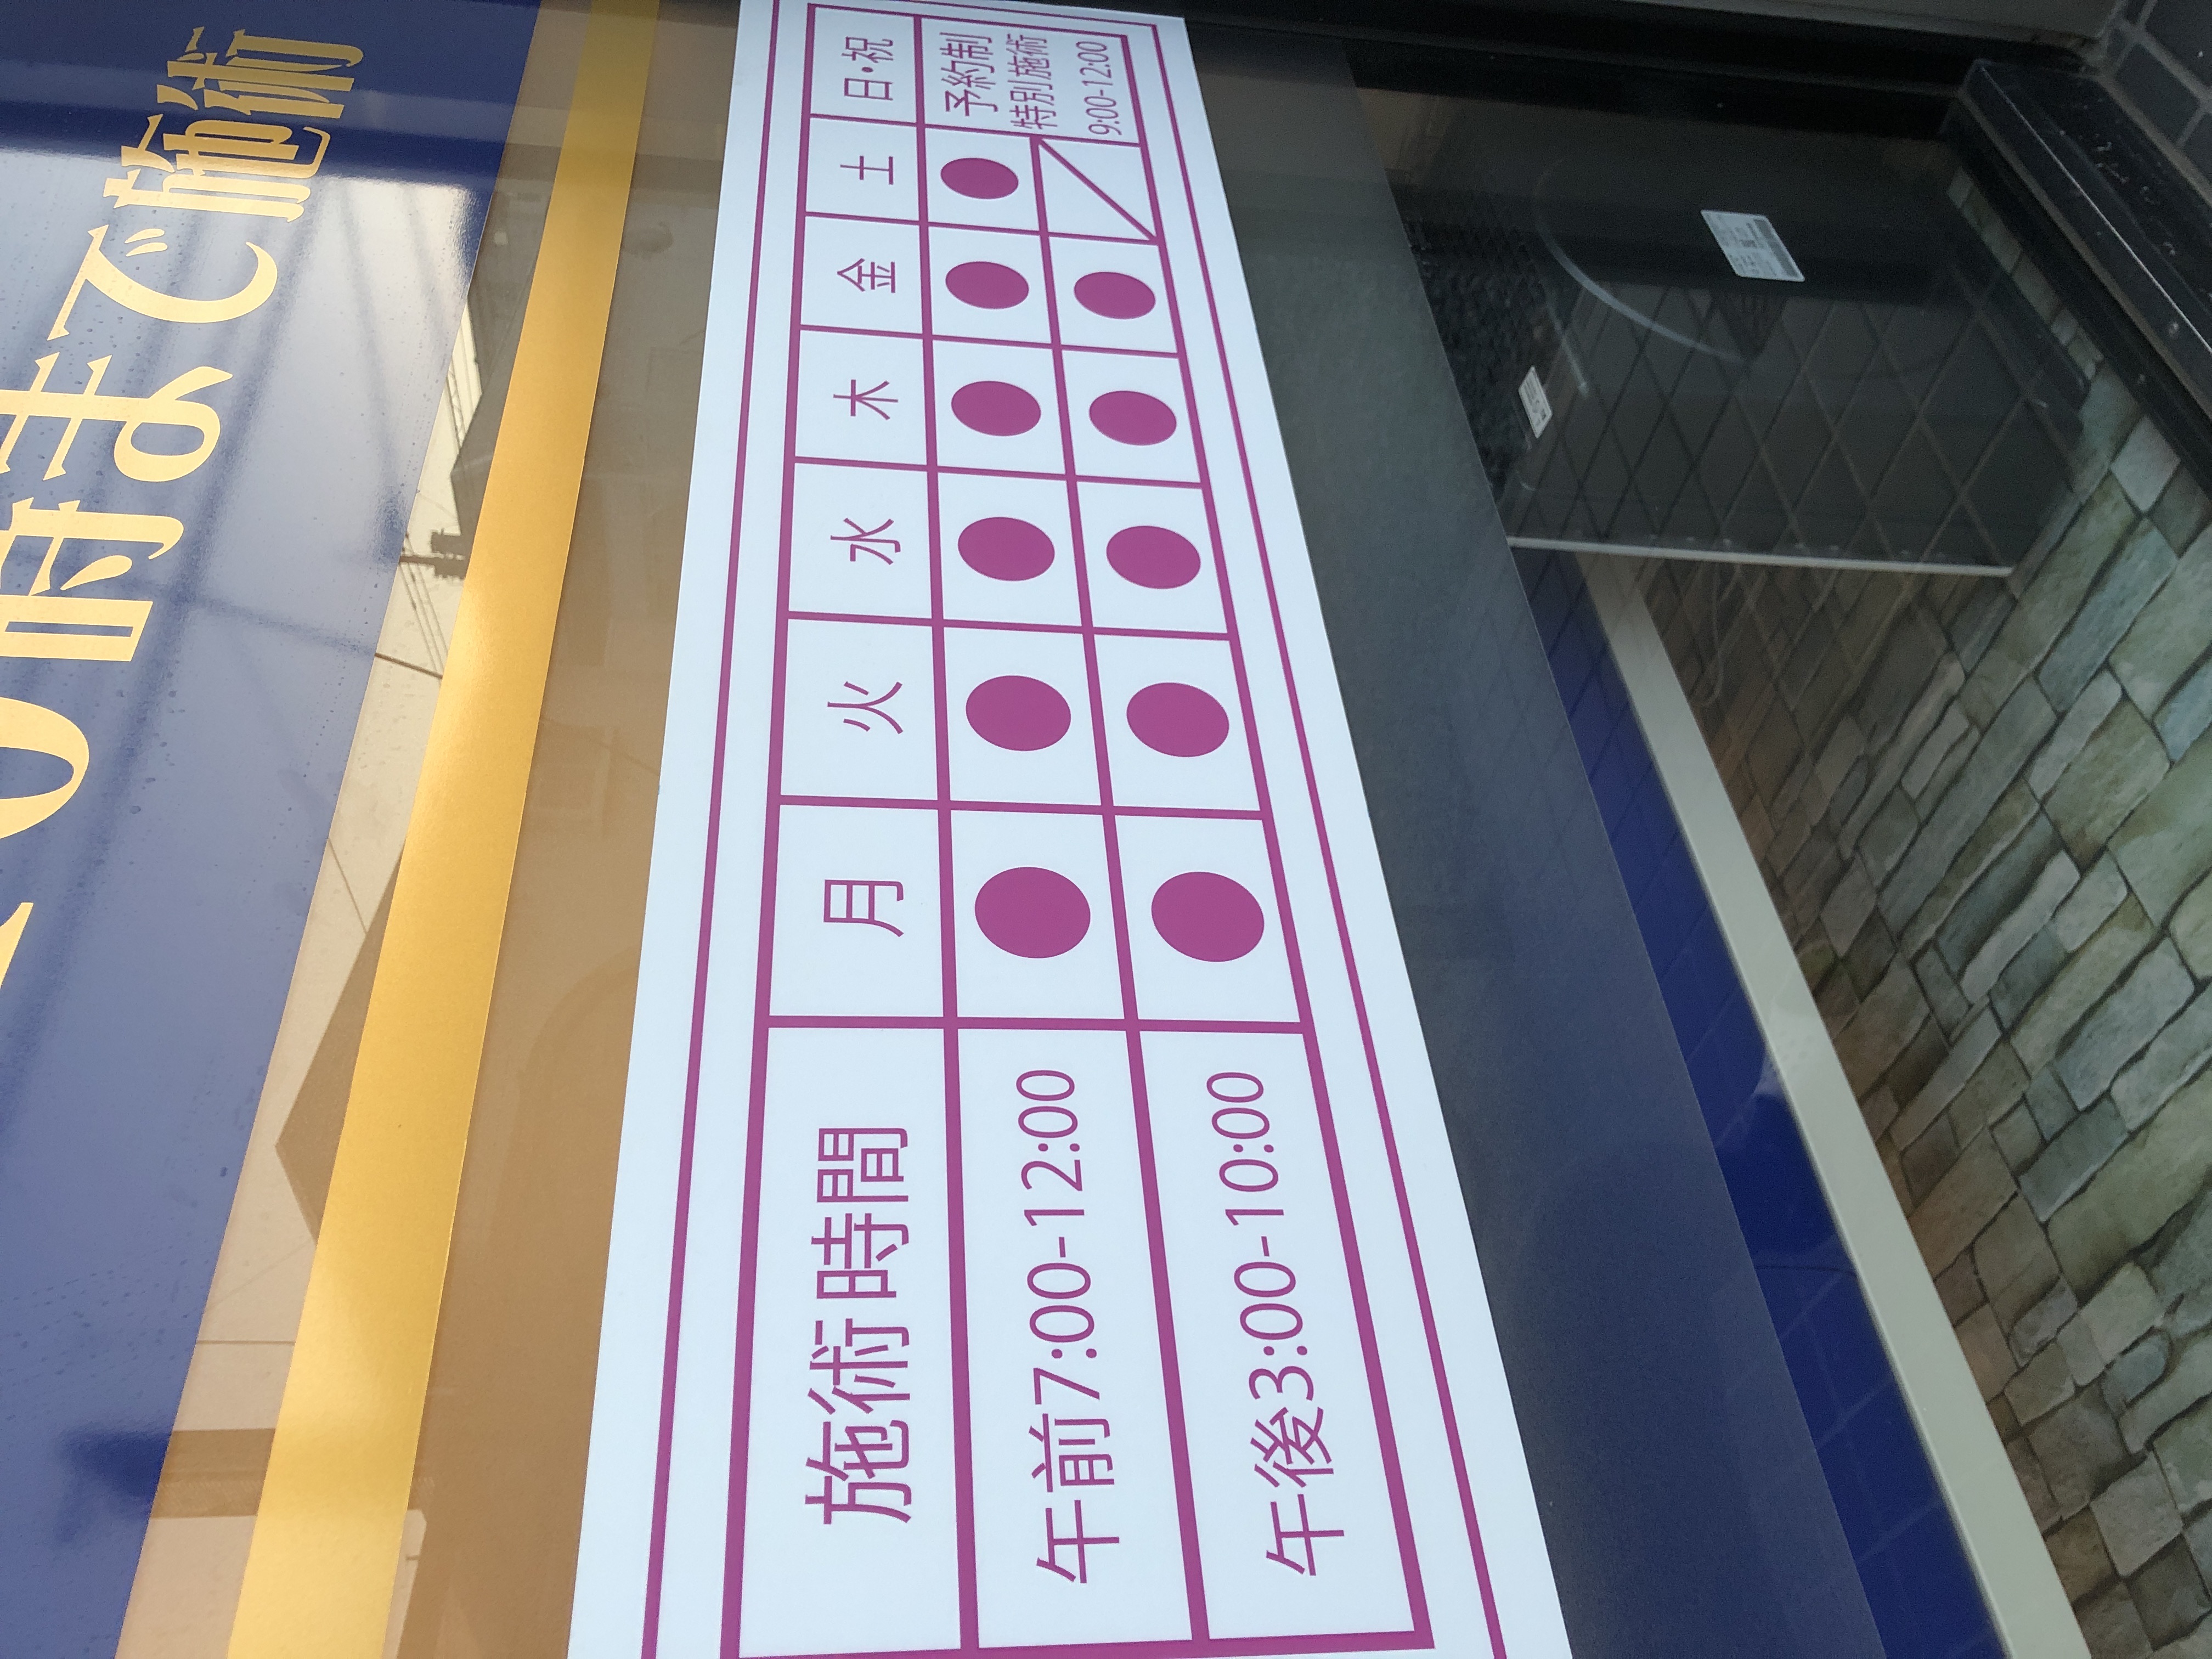 0時まで施術
施術時間 月 火 水 木 金 土 日・祝
午前7:00-12:00 ● ● ● ● ● ● 予約制
特別施術
午後3:00-10:00 ● ● ● ● ● 9:00-12:00